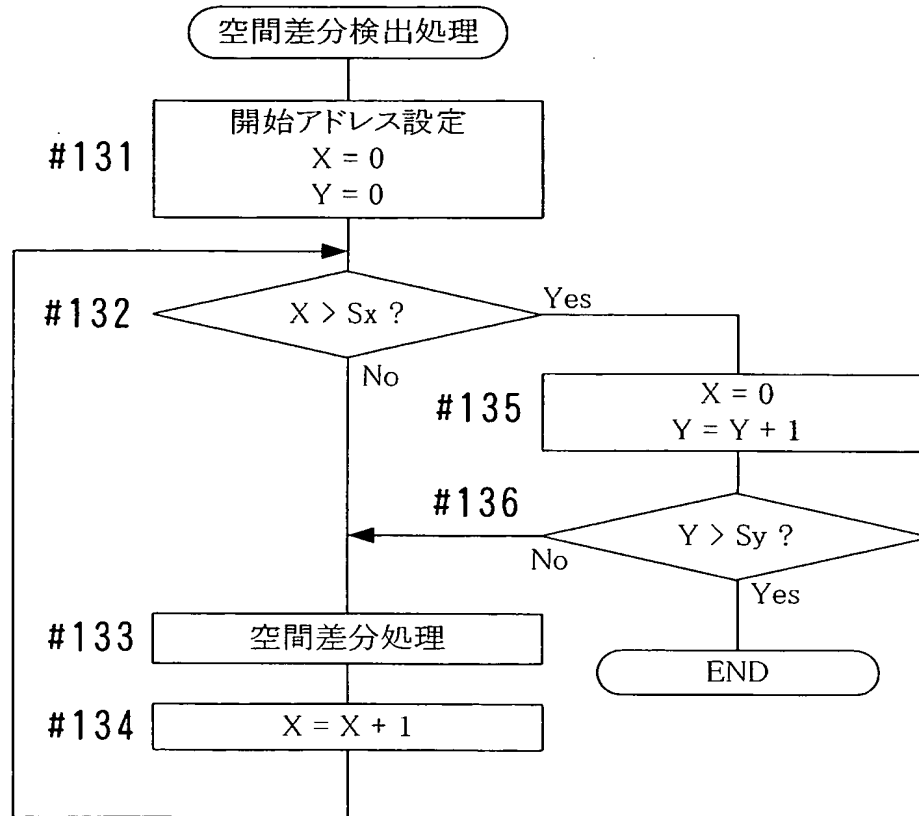 空間差分検出処理
#131
開始アドレス設定
X = 0
Y = 0
#132
X > Sx ?
Yes
No
#135
X = 0
Y = Y + 1
#136
Y > Sy ?
No
Yes
#133
空間差分処理
END
#134
X = X + 1